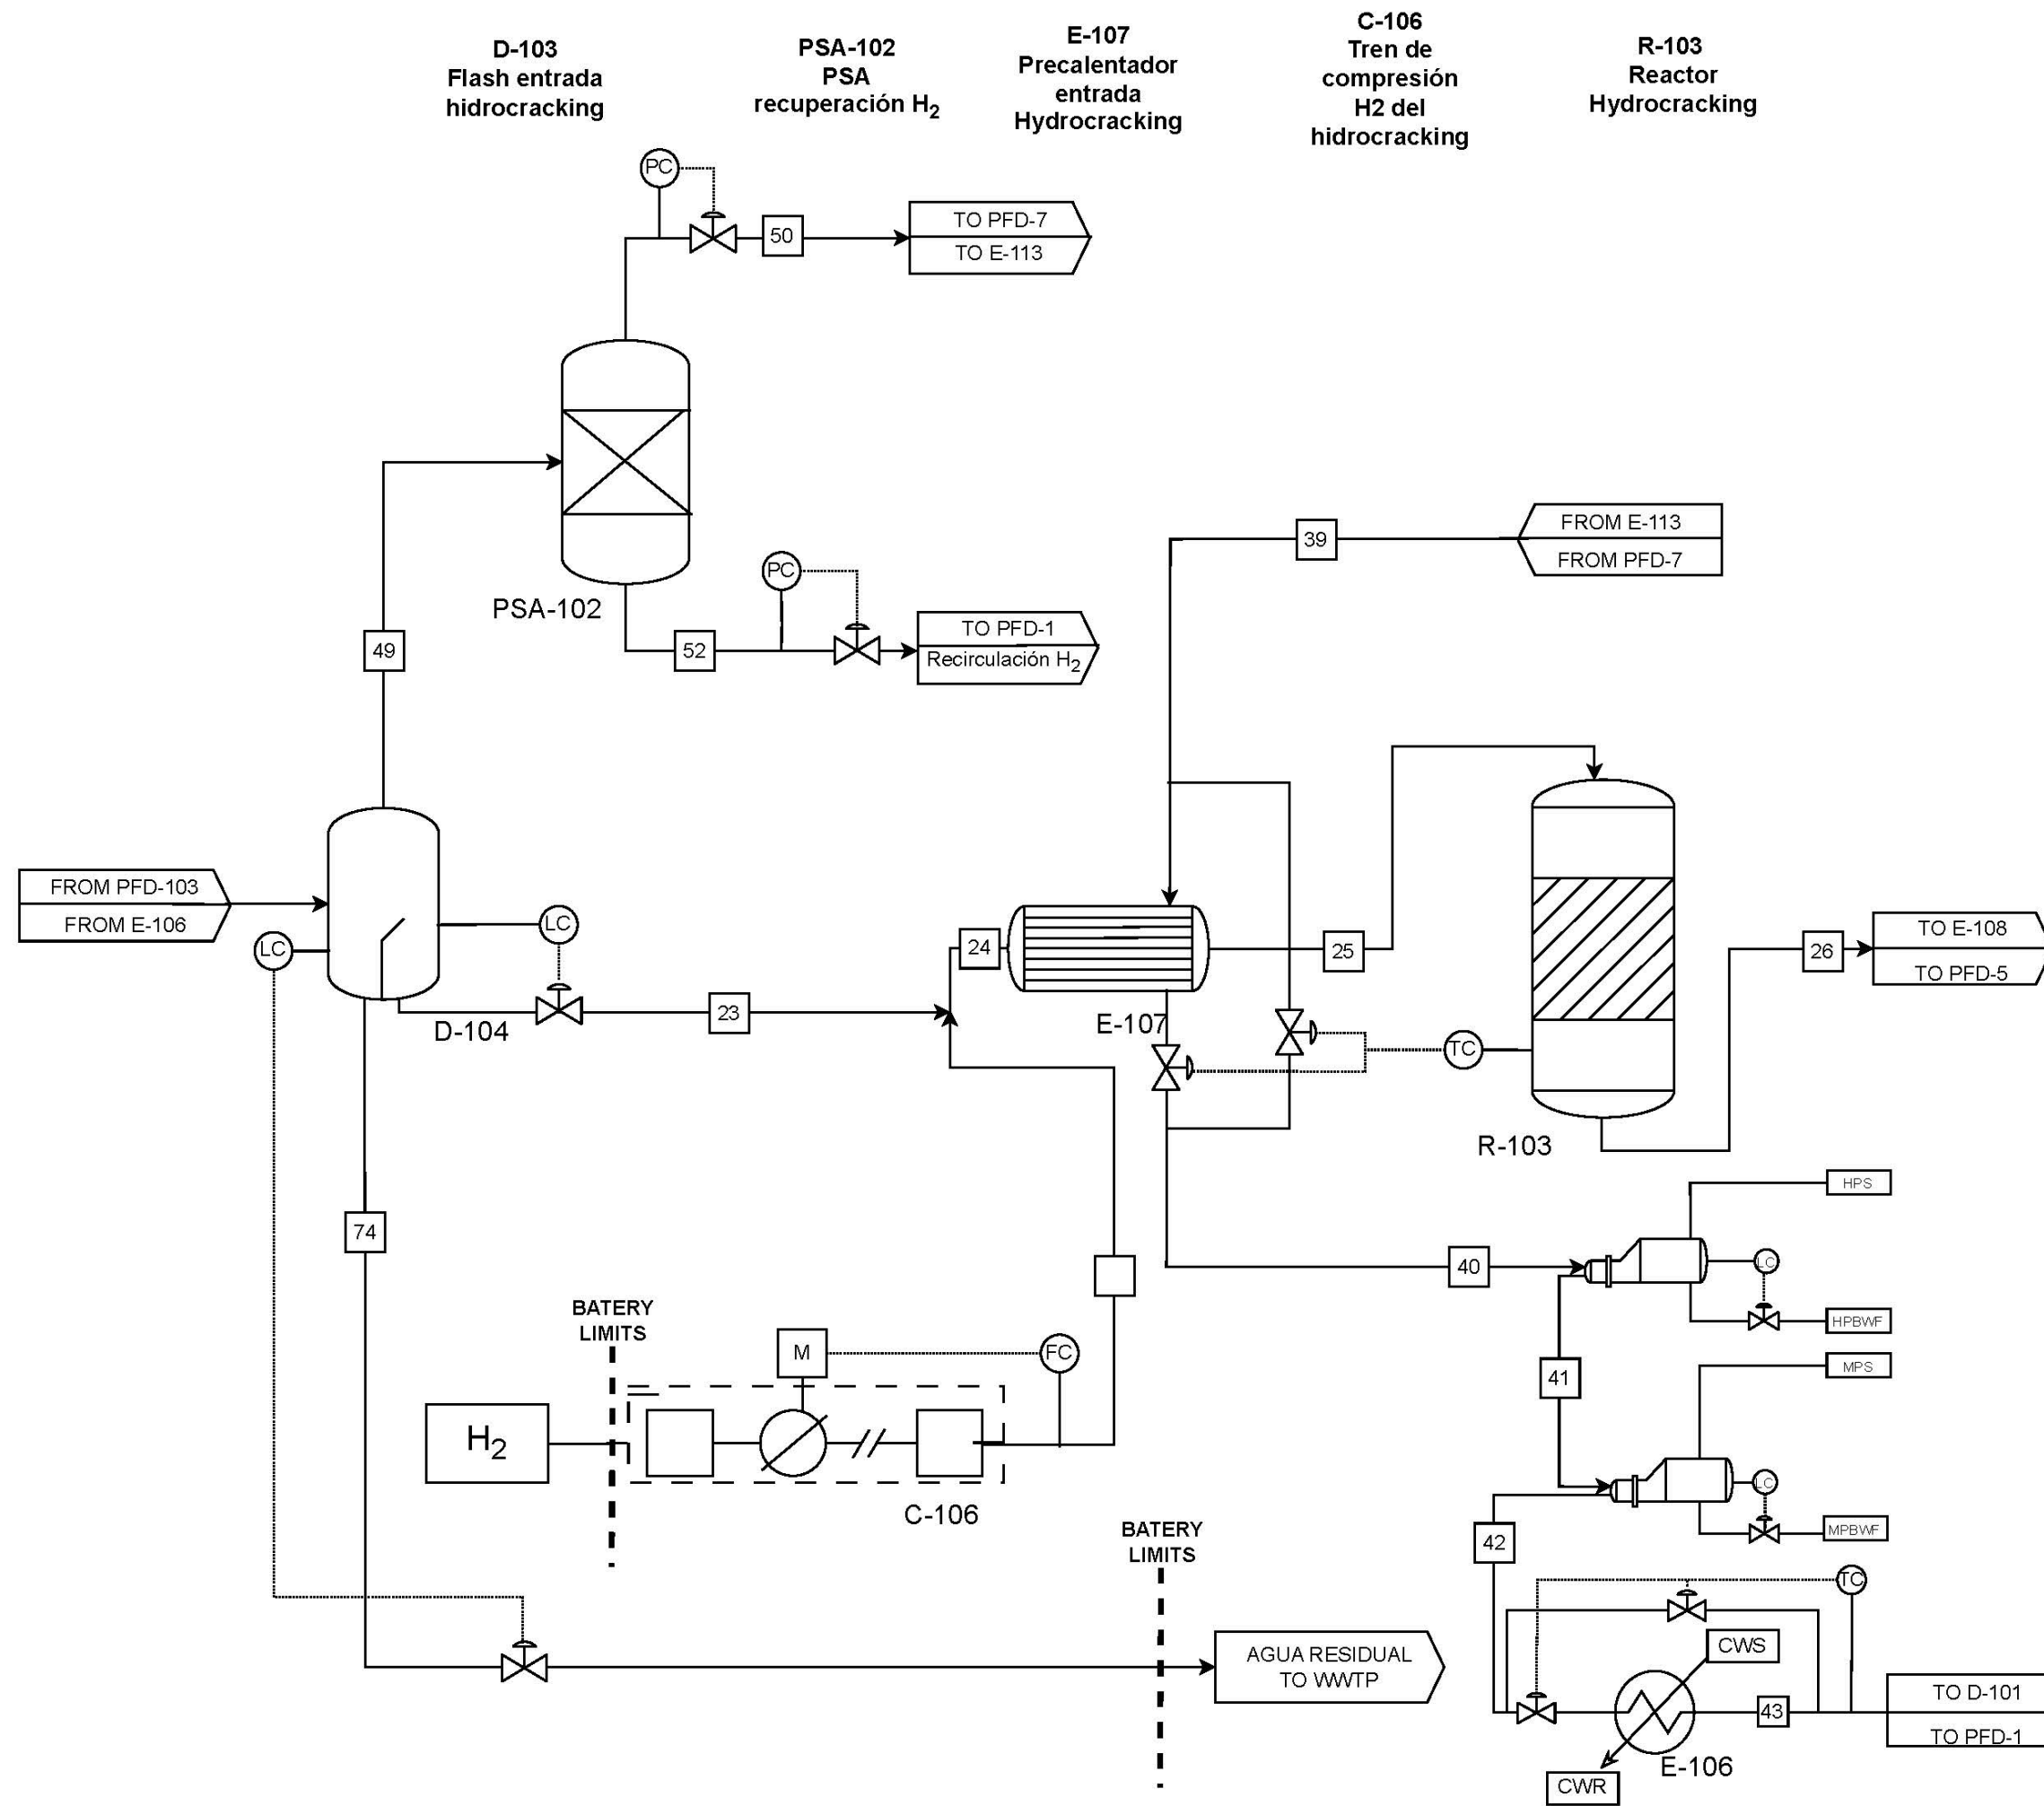 D-103
Flash entrada
hidrocracking
PSA-102
PSA
recuperación H2
E-107
Precalentador
entrada
Hydrocracking
C-106
Tren de
compresión
H2 del
hidrocracking
R-103
Reactor
Hydrocracking
PC
50
TO PFD-7
TO E-113
PSA-102
49
PC
52
TO PFD-1
Recirculación H2
39
FROM E-113
FROM PFD-7
FROM PFD-103
FROM E-106
LC
LC
D-104
23
24
E-107
25
TC
R-103
26
TO E-108
TO PFD-5
74
40
HPS
LC
HPBWF
41
MPS
LC
MPBWF
42
BATERY
LIMITS
M
FC
H2
C-106
BATERY
LIMITS
AGUA RESIDUAL
TO WWTP
TC
CWS
43
E-106
CWR
TO D-101
TO PFD-1